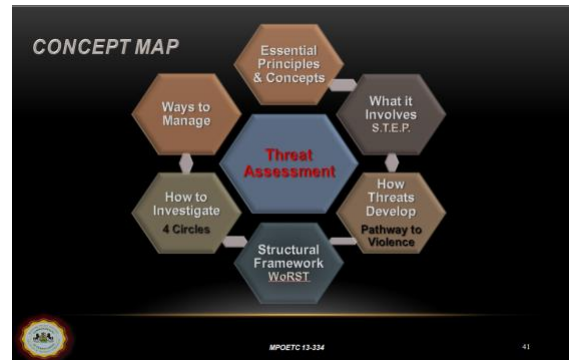 CONCEPT MAP
Essential
Principles
& Concepts
What it
Involves
S.T.E.P.
How
Threats
Develop
Pathway to
Violence
Structural
Framework
WoRST
How to
Investigate
4 Circles
Ways to
Manage
Threat
Assessment
MPOETC 13-334
41